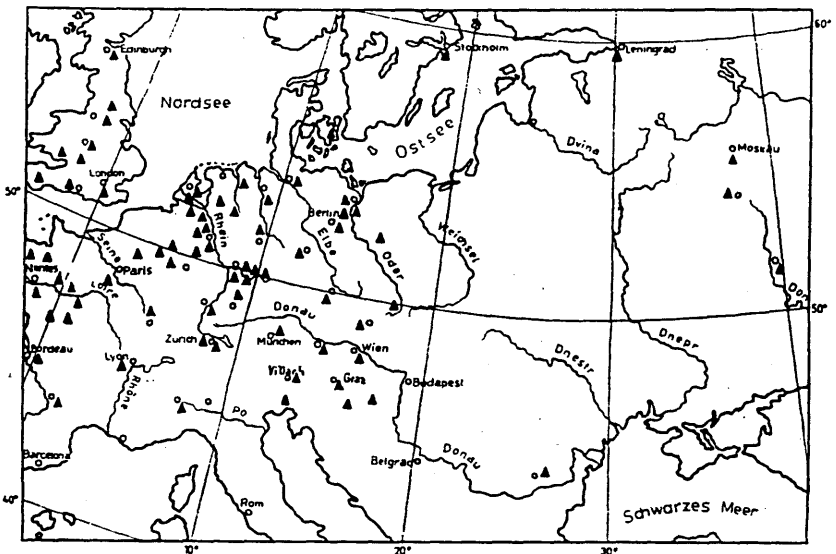 60°
Edinburgh
Stockholm
Leningrad
Nordsee
Ostsee
Dvina
Moskau
London
50°
Berlin
Rhein
Elbe
Oder
Weichsel
Seine
Nantes
Paris
Loire
Don
50°
Donau
Zürich
München
Wien
Dnestr
Dnepr
Bordeau
Lyon
Villach
Graz
Budapest
Rhône
Po
Barcelona
Belgrad
Donau
40°
Rom
Schwarzes Meer
10°
20°
30°